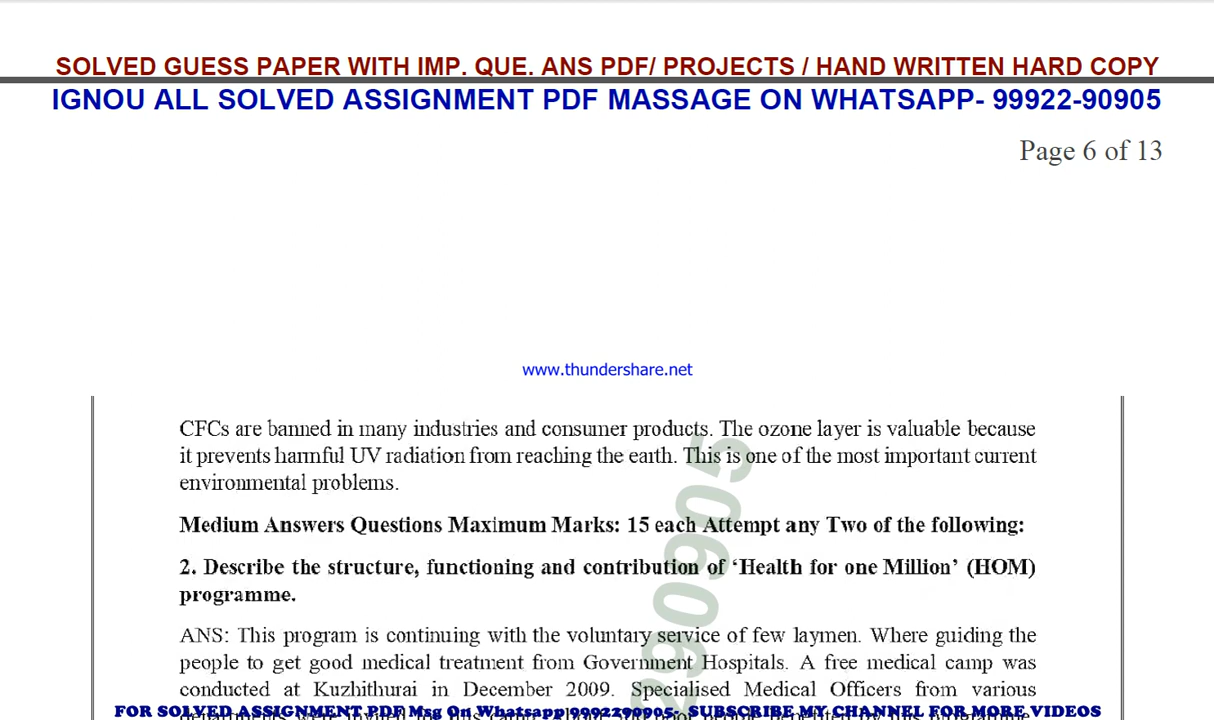 SOLVED GUESS PAPER WITH IMP. QUE. ANS PDF/ PROJECTS / HAND WRITTEN HARD COPY
IGNOU ALL SOLVED ASSIGNMENT PDF MASSAGE ON WHATSAPP- 99922-90905
Page 6 of 13
www.thundershare.net
CFCs are banned in many industries and consumer products. The ozone layer is valuable because
it prevents harmful UV radiation from reaching the earth. This is one of the most important current
environmental problems.
Medium Answers Questions Maximum Marks: 15 each Attempt any Two of the following:
2. Describe the structure, functioning and contribution of ‘Health for one Million’ (HOM)
programme.
ANS: This program is continuing with the voluntary service of few laymen. Where guiding the
people to get good medical treatment from Government Hospitals. A free medical camp was
conducted at Kuzhithurai in December 2009. Specialised Medical Officers from various
FOR SOLVED ASSIGNMENT PDF Msg On Whatsapp 9992290905-, SUBSCRIBE MY CHANNEL FOR MORE VIDEOS
290905